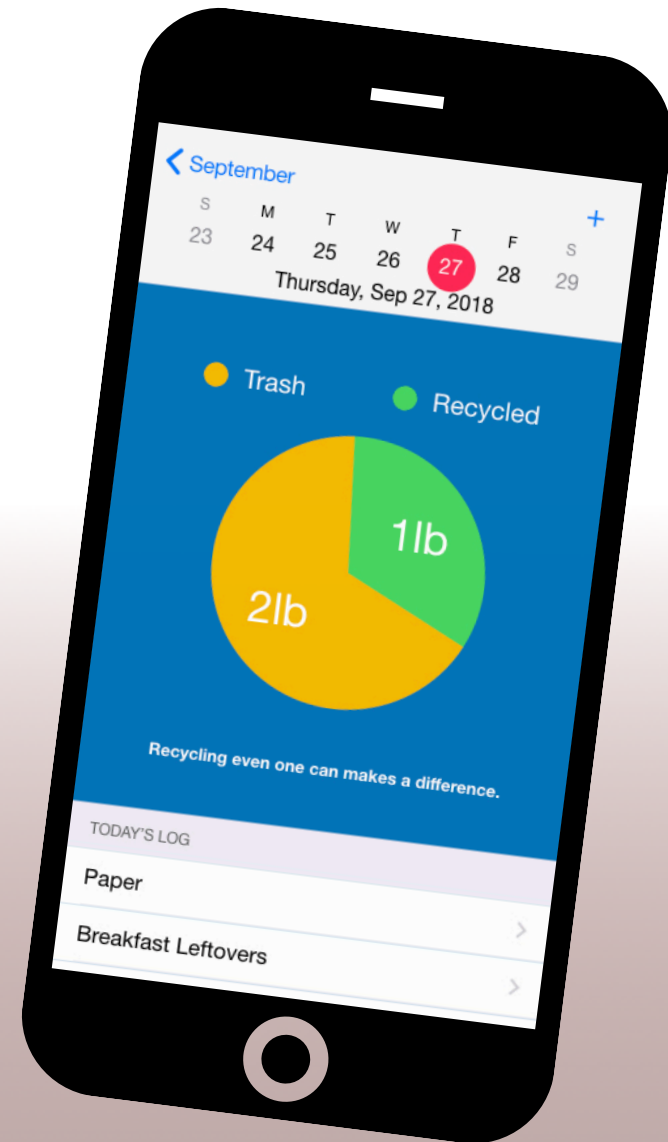 September
+
S M T W T F S
23 24 25 26 27 28 29
Thursday, Sep 27, 2018
Trash Recycled
1lb
2lb
Recycling even one can makes a difference.
TODAY'S LOG
Paper
Breakfast Leftovers